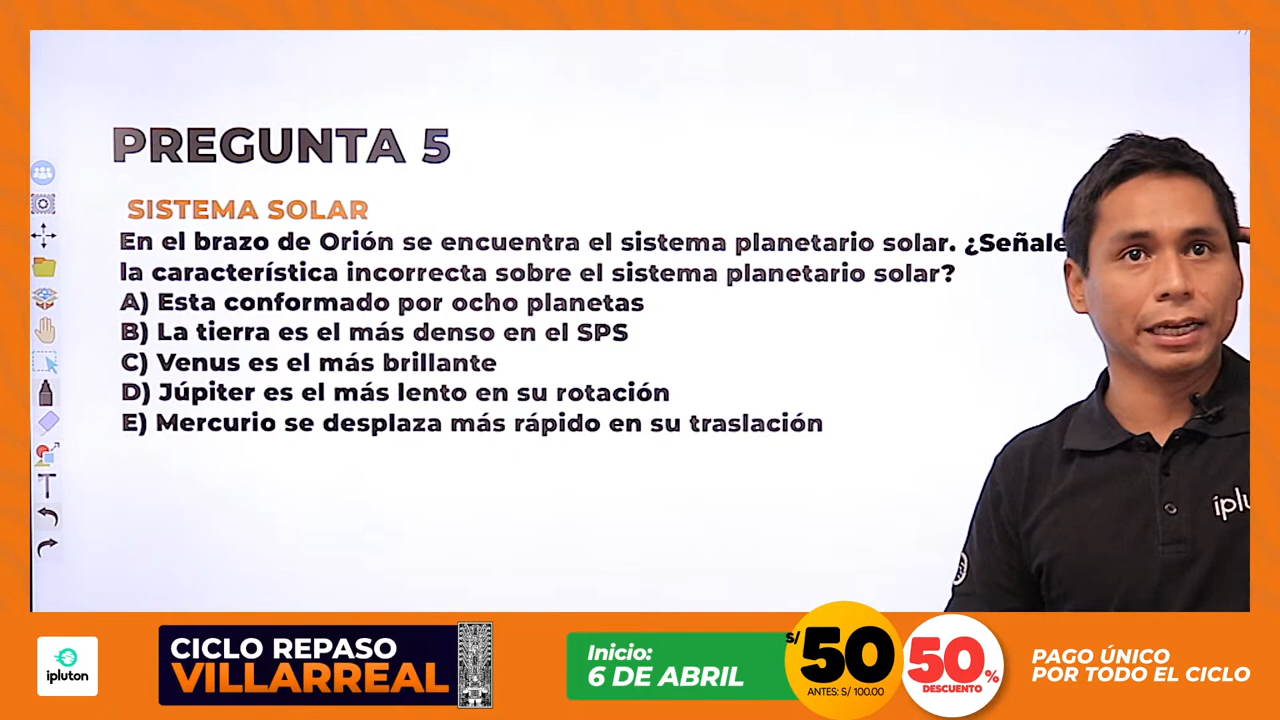 PREGUNTA 5
SISTEMA SOLAR
En el brazo de Orión se encuentra el sistema planetario solar. ¿Señale
la característica incorrecta sobre el sistema planetario solar?
A) Esta conformado por ocho planetas
B) La tierra es el más denso en el SPS
C) Venus es el más brillante
D) Júpiter es el más lento en su rotación
E) Mercurio se desplaza más rápido en su traslación
iplu
ipluton
CICLO REPASO
VILLARREAL
Inicio:
6 DE ABRIL
S/ 50
ANTES: S/ 100.00
50%
DESCUENTO
PAGO ÚNICO
POR TODO EL CICLO